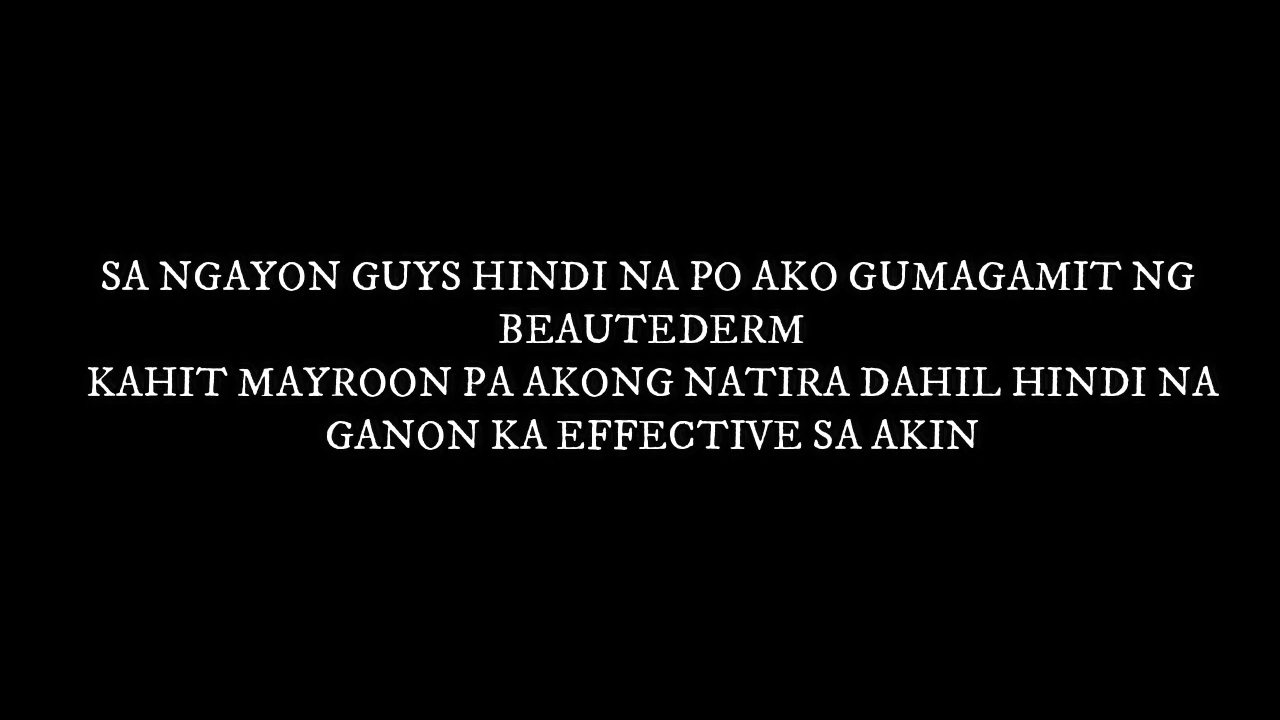 SA NGAYON GUYS HINDI NA PO AKO GUMAGAMIT NG
BEAUTEDERM
KAHIT MAYROON PA AKONG NATIRA DAHIL HINDI NA
GANON KA EFFECTIVE SA AKIN